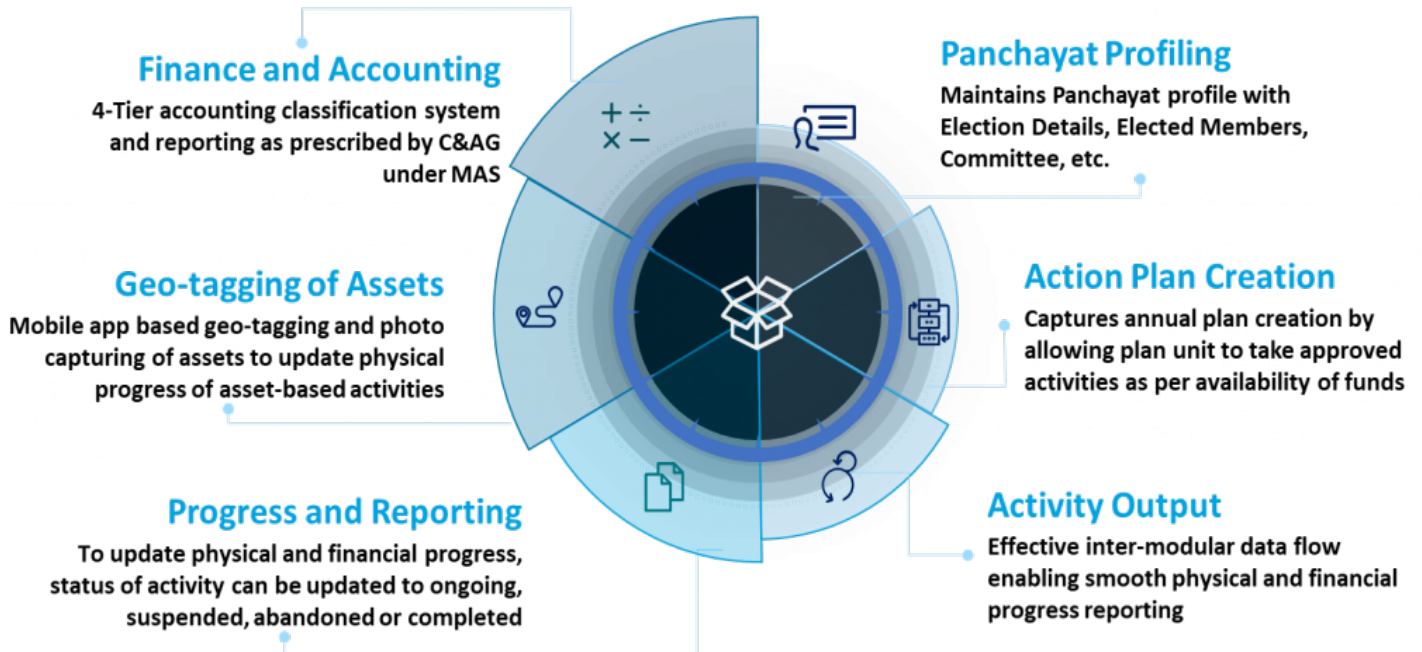 Finance and Accounting
4-Tier accounting classification system
and reporting as prescribed by C&AG
under MAS
Panchayat Profiling
Maintains Panchayat profile with
Election Details, Elected Members,
Committee, etc.
Geo-tagging of Assets
Mobile app based geo-tagging and photo
capturing of assets to update physical
progress of asset-based activities
Action Plan Creation
Captures annual plan creation by
allowing plan unit to take approved
activities as per availability of funds
Progress and Reporting
To update physical and financial progress,
status of activity can be updated to ongoing,
suspended, abandoned or completed
Activity Output
Effective inter-modular data flow
enabling smooth physical and financial
progress reporting